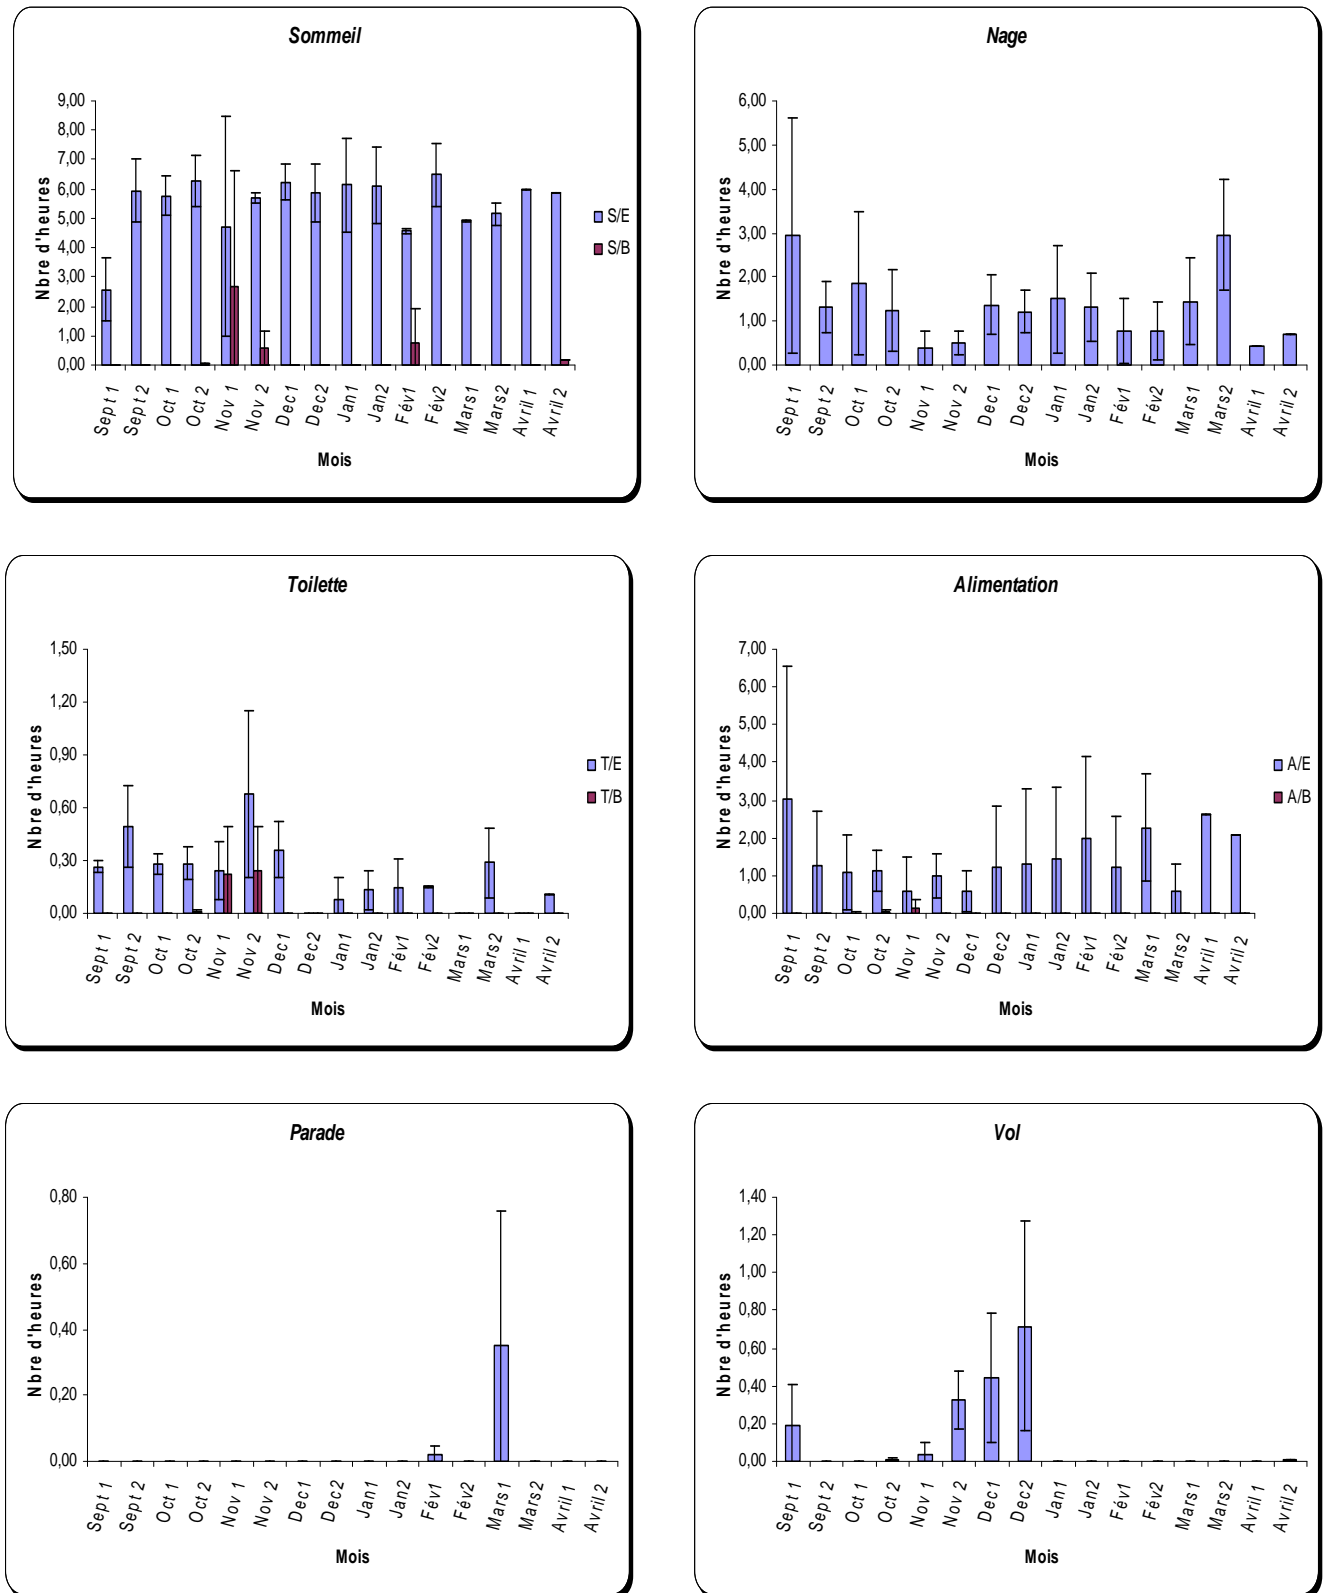 Sommeil
Nbre d'heures
9,00
8,00
7,00
6,00
5,00
4,00
3,00
2,00
1,00
0,00
Sept 1 Sept 2 Oct 1 Oct 2 Nov 1 Nov 2 Dec1 Dec2 Jan1 Jan2 Fév1 Fév2 Mars1 Mars2 Avril 1 Avril 2
Mois
S/E
S/B
Nage
Nbre d'heures
6,00
5,00
4,00
3,00
2,00
1,00
0,00
Sept 1 Sept 2 Oct 1 Oct 2 Nov 1 Nov 2 Dec1 Dec2 Jan1 Jan2 Fév1 Fév2 Mars1 Mars2 Avril 1 Avril 2
Mois
Toilette
Nbre d'heures
1,50
1,20
0,90
0,60
0,30
0,00
Sept 1 Sept 2 Oct 1 Oct 2 Nov 1 Nov 2 Dec1 Dec2 Jan1 Jan2 Fév1 Fév2 Mars1 Mars2 Avril 1 Avril 2
Mois
T/E
T/B
Alimentation
Nbre d'heures
7,00
6,00
5,00
4,00
3,00
2,00
1,00
0,00
Sept 1 Sept 2 Oct 1 Oct 2 Nov 1 Nov 2 Dec1 Dec2 Jan1 Jan2 Fév1 Fév2 Mars1 Mars2 Avril 1 Avril 2
Mois
A/E
A/B
Parade
Nbre d'heures
0,80
0,60
0,40
0,20
0,00
Sept 1 Sept 2 Oct 1 Oct 2 Nov 1 Nov 2 Dec1 Dec2 Jan1 Jan2 Fév1 Fév2 Mars1 Mars2 Avril 1 Avril 2
Mois
Vol
Nbre d'heures
1,40
1,20
1,00
0,80
0,60
0,40
0,20
0,00
Sept 1 Sept 2 Oct 1 Oct 2 Nov 1 Nov 2 Dec1 Dec2 Jan1 Jan2 Fév1 Fév2 Mars1 Mars2 Avril 1 Avril 2
Mois